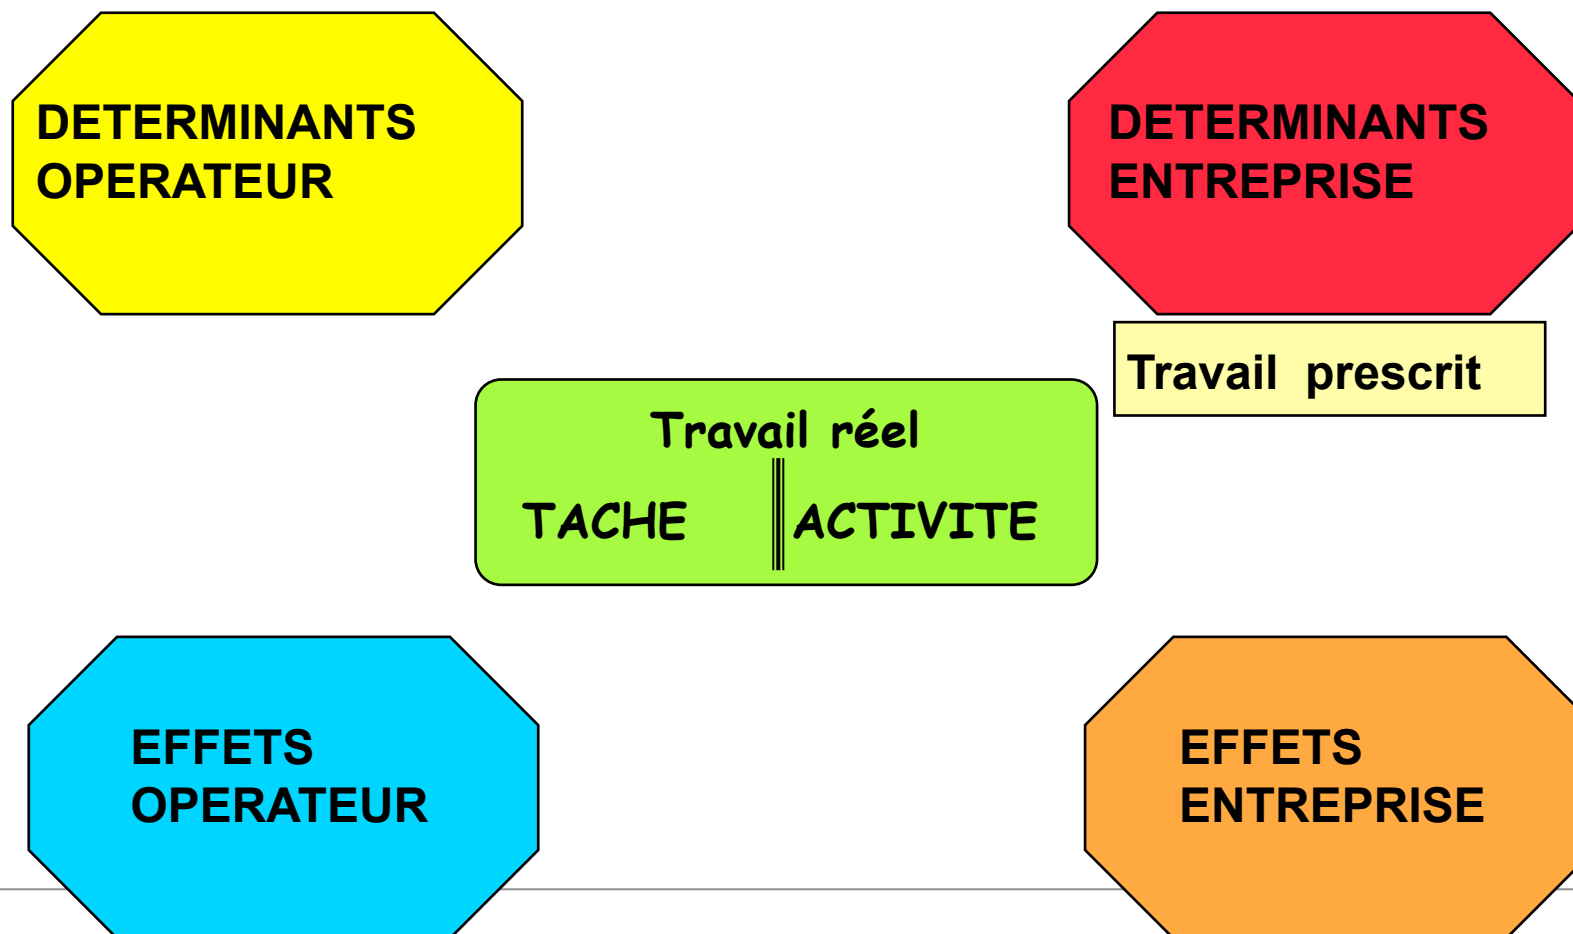 DETERMINANTS
OPERATEUR
DETERMINANTS
ENTREPRISE
Travail prescrit
Travail réel
TACHE ACTIVITE
EFFETS
OPERATEUR
EFFETS
ENTREPRISE